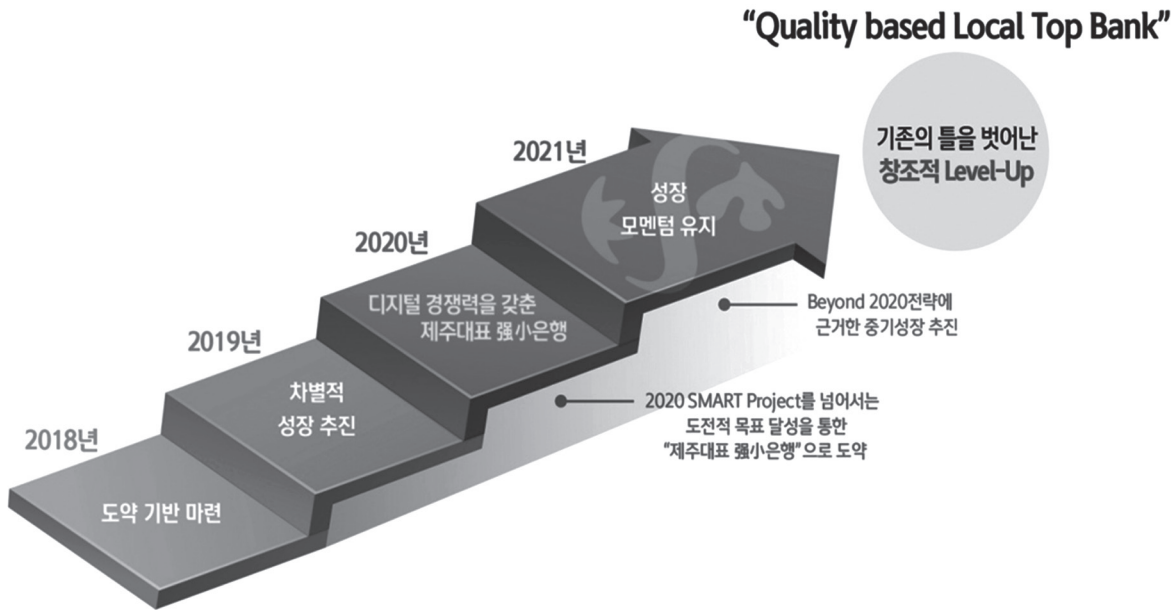 “Quality based Local Top Bank”
기존의 틀을 벗어난
창조적 Level-Up
2021년
성장
모멘텀 유지
2020년
디지털 경쟁력을 갖춘
제주대표 强小은행
Beyond 2020전략에
근거한 중기성장 추진
2019년
차별적
성장 추진
2020 SMART Project를 넘어서는
도전적 목표 달성을 통한
“제주대표 强小은행”으로 도약
2018년
도약 기반 마련